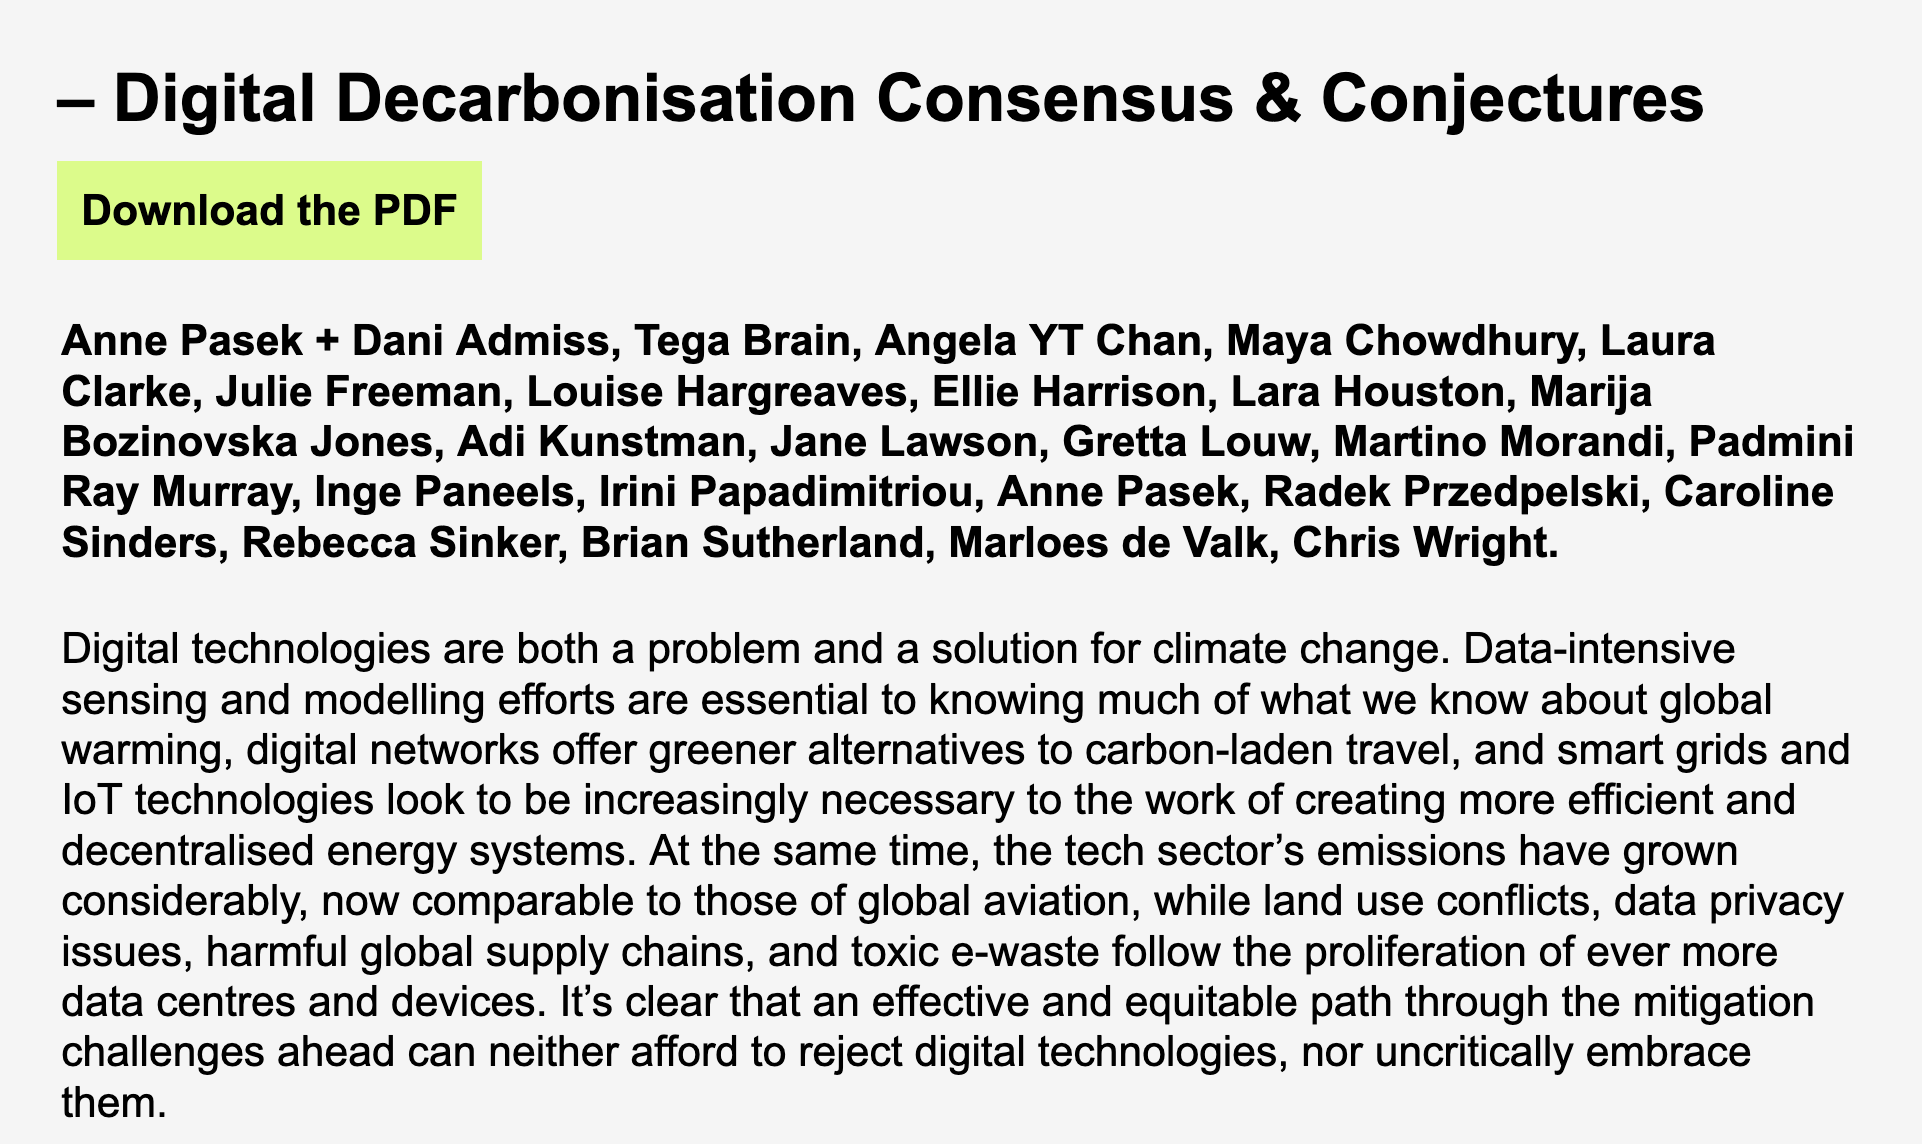 – Digital Decarbonisation Consensus & Conjectures
Download the PDF
Anne Pasek + Dani Admiss, Tega Brain, Angela YT Chan, Maya Chowdhury, Laura
Clarke, Julie Freeman, Louise Hargreaves, Ellie Harrison, Lara Houston, Marija
Bozinovska Jones, Adi Kunstman, Jane Lawson, Gretta Louw, Martino Morandi, Padmini
Ray Murray, Inge Paneels, Irini Papadimitriou, Anne Pasek, Radek Przedpelski, Caroline
Sinders, Rebecca Sinker, Brian Sutherland, Marloes de Valk, Chris Wright.
Digital technologies are both a problem and a solution for climate change. Data-intensive
sensing and modelling efforts are essential to knowing much of what we know about global
warming, digital networks offer greener alternatives to carbon-laden travel, and smart grids and
IoT technologies look to be increasingly necessary to the work of creating more efficient and
decentralised energy systems. At the same time, the tech sector’s emissions have grown
considerably, now comparable to those of global aviation, while land use conflicts, data privacy
issues, harmful global supply chains, and toxic e-waste follow the proliferation of ever more
data centres and devices. It’s clear that an effective and equitable path through the mitigation
challenges ahead can neither afford to reject digital technologies, nor uncritically embrace
them.